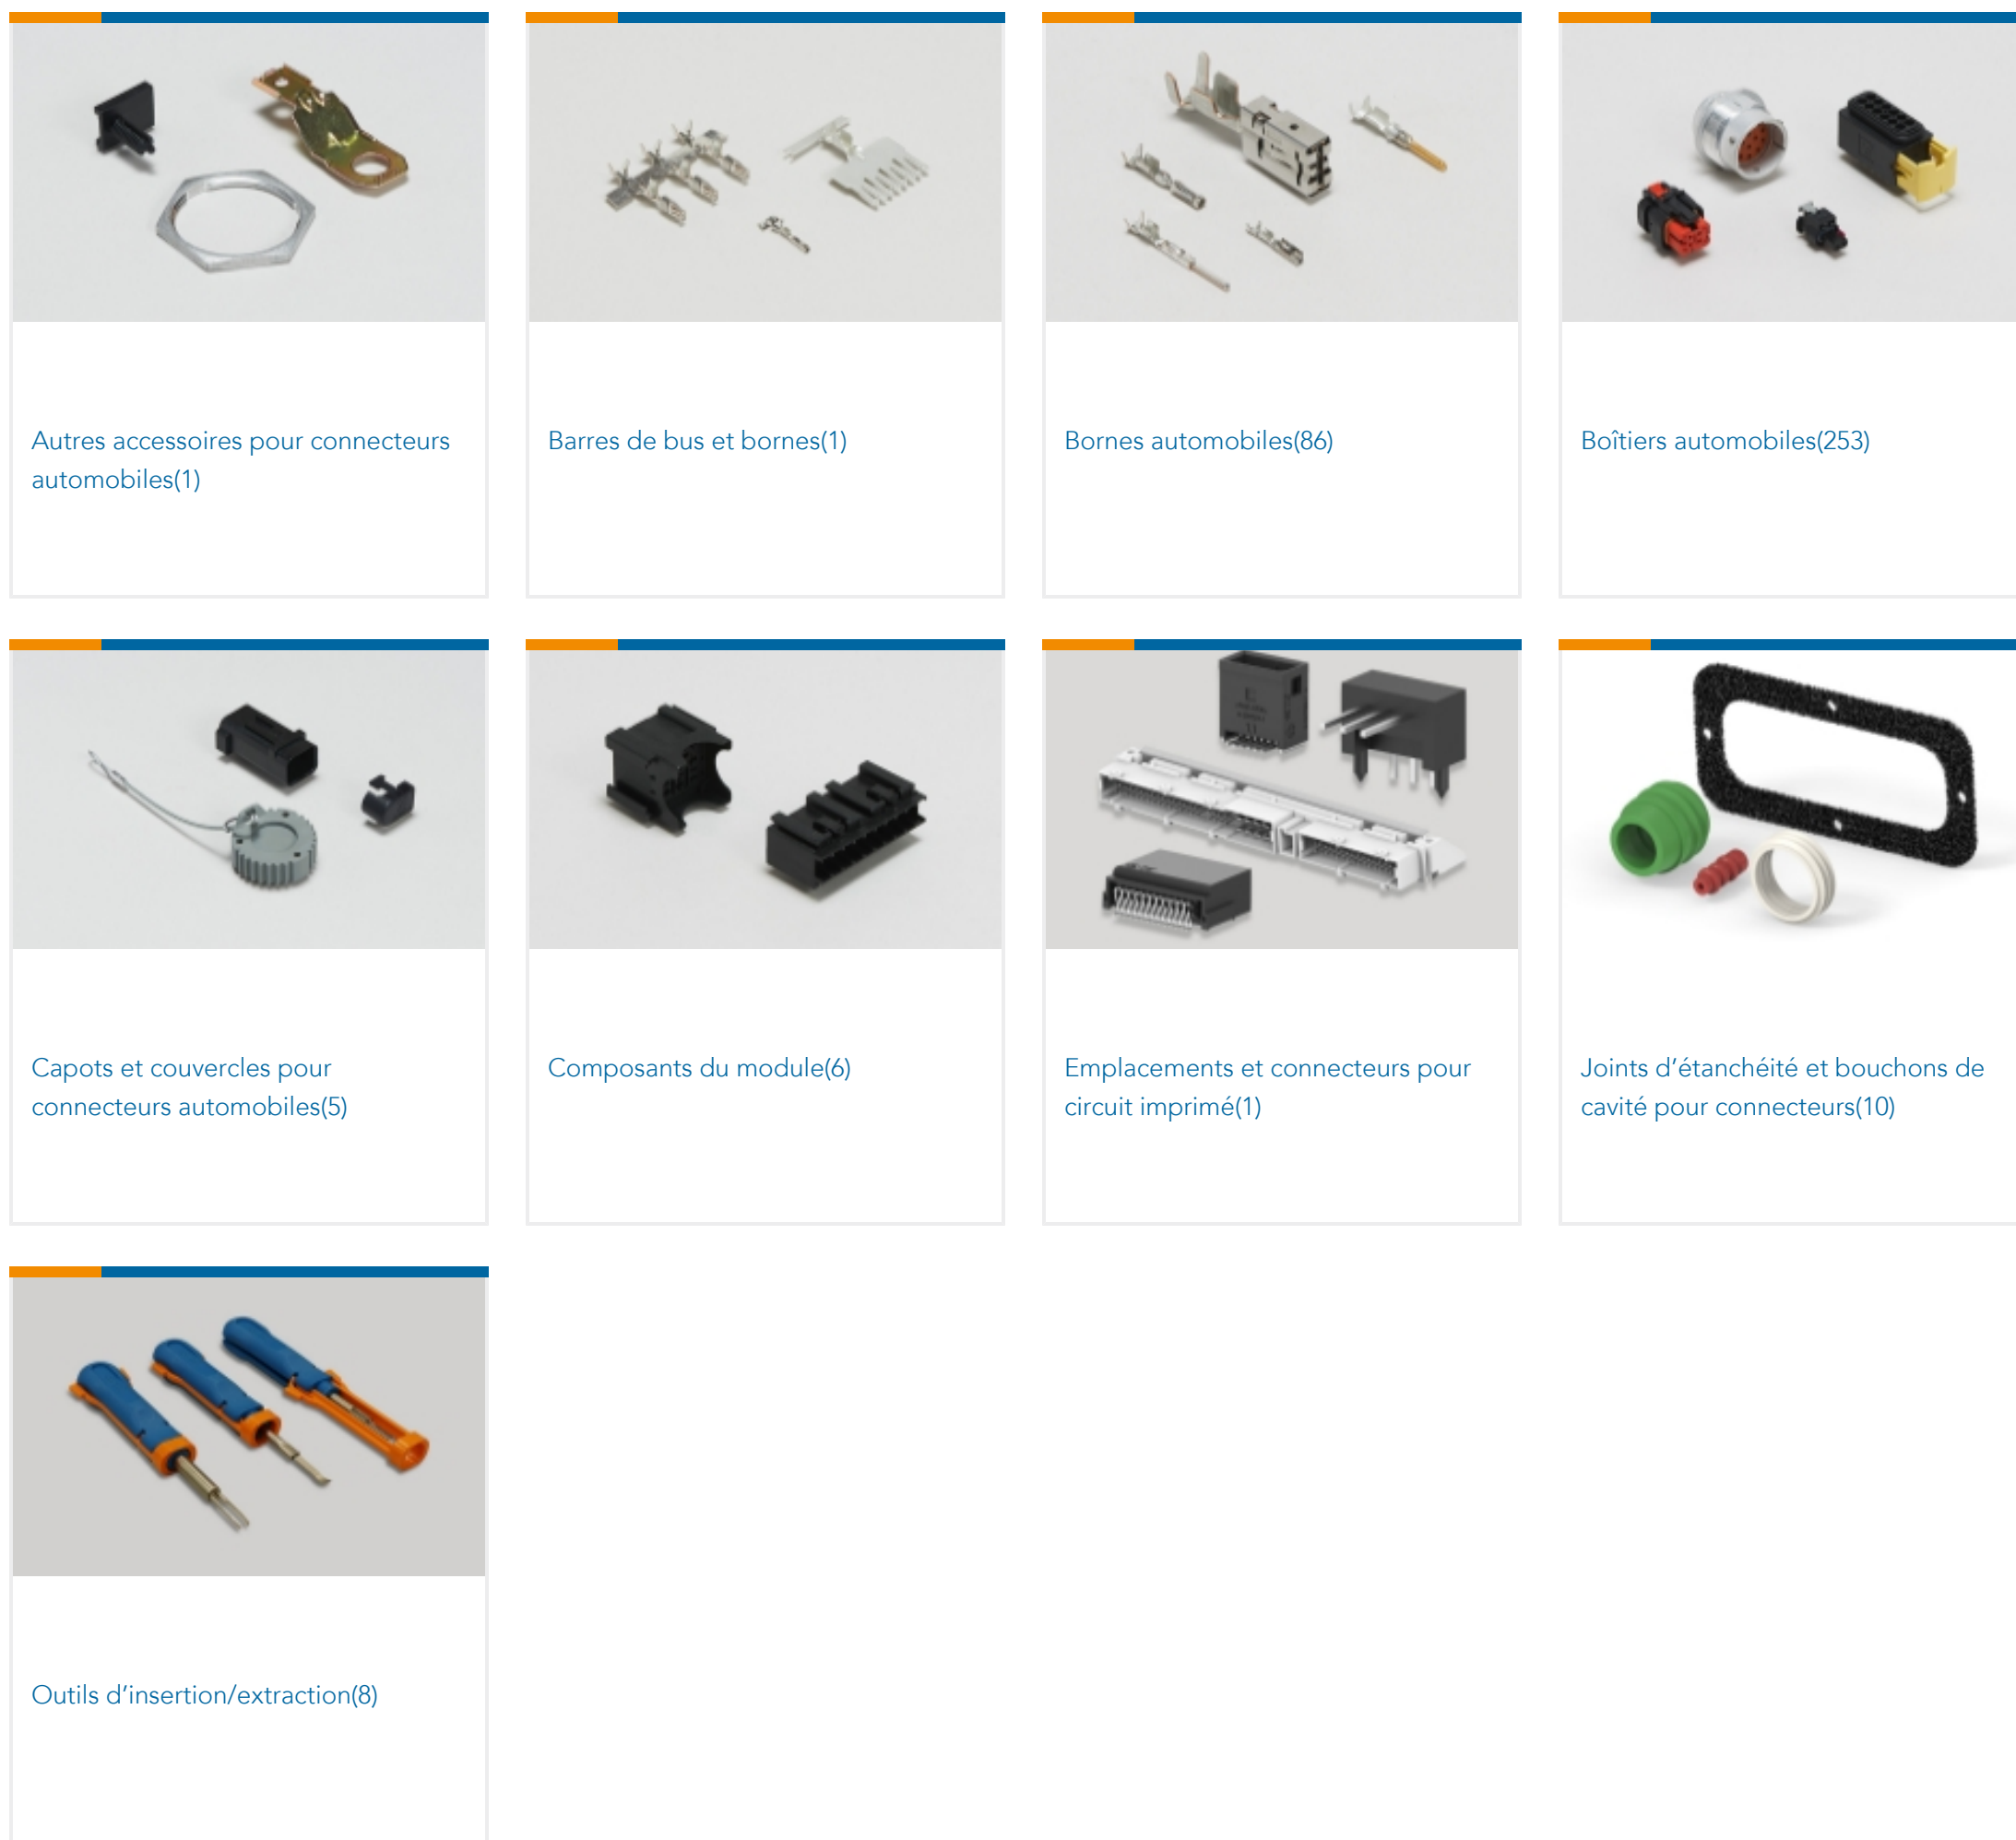 Autres accessoires pour connecteurs
automobiles(1)
Barres de bus et bornes(1)
Bornes automobiles(86)
Boîtiers automobiles(253)
Capots et couvercles pour
connecteurs automobiles(5)
Composants du module(6)
Emplacements et connecteurs pour
circuit imprimé(1)
Joints d’étanchéité et bouchons de
cavité pour connecteurs(10)
Outils d’insertion/extraction(8)